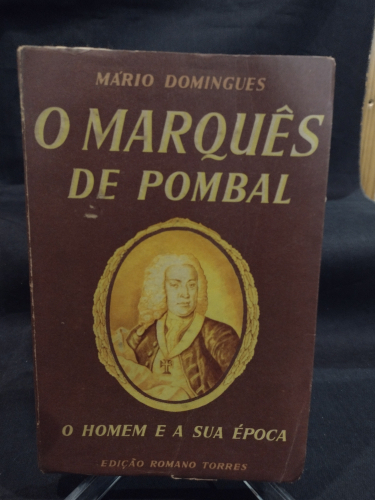 MÁRIO DOMINGUES
O MARQUÊS
DE POMBAL
O HOMEM E A SUA ÉPOCA
EDIÇÃO ROMANO TORRES